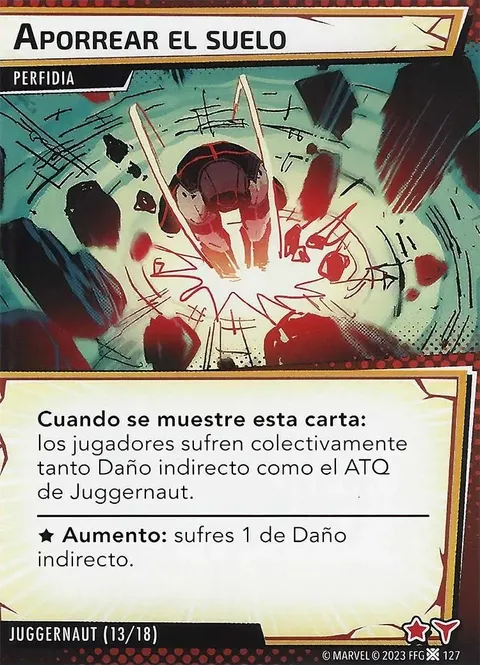 APORREAR EL SUELO
PERFIDIA
Cuando se muestre esta carta:
los jugadores sufren colectivamente
tanto Daño indirecto como el ATQ
de Juggernaut.
★ Aumento: sufres 1 de Daño
indirecto.
JUGGERNAUT (13/18)
© MARVEL © 2023 FFG 127